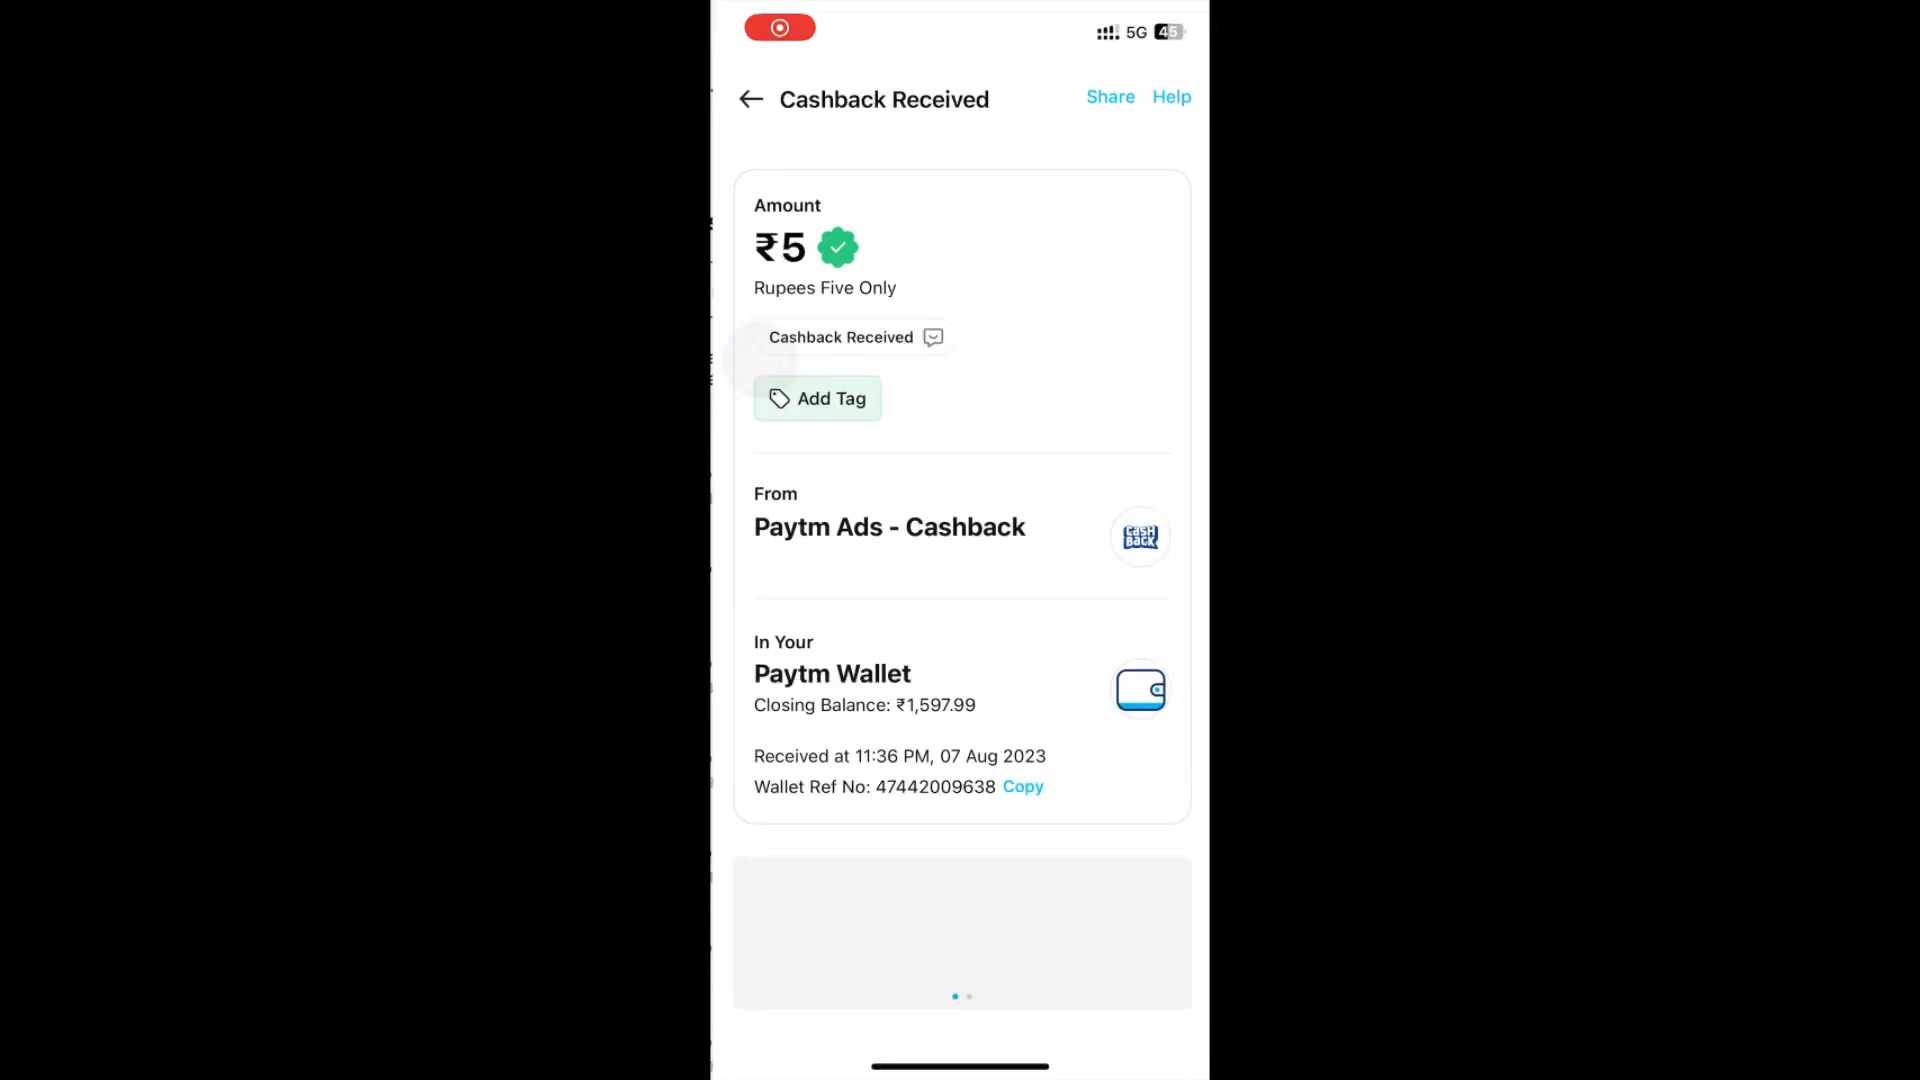 5G 45
Cashback Received
Share Help
Amount
₹5
Rupees Five Only
Cashback Received
Add Tag
From
Paytm Ads - Cashback
CASH
BACK
In Your
Paytm Wallet
Closing Balance: ₹1,597.99
Received at 11:36 PM, 07 Aug 2023
Wallet Ref No: 47442009638 Copy